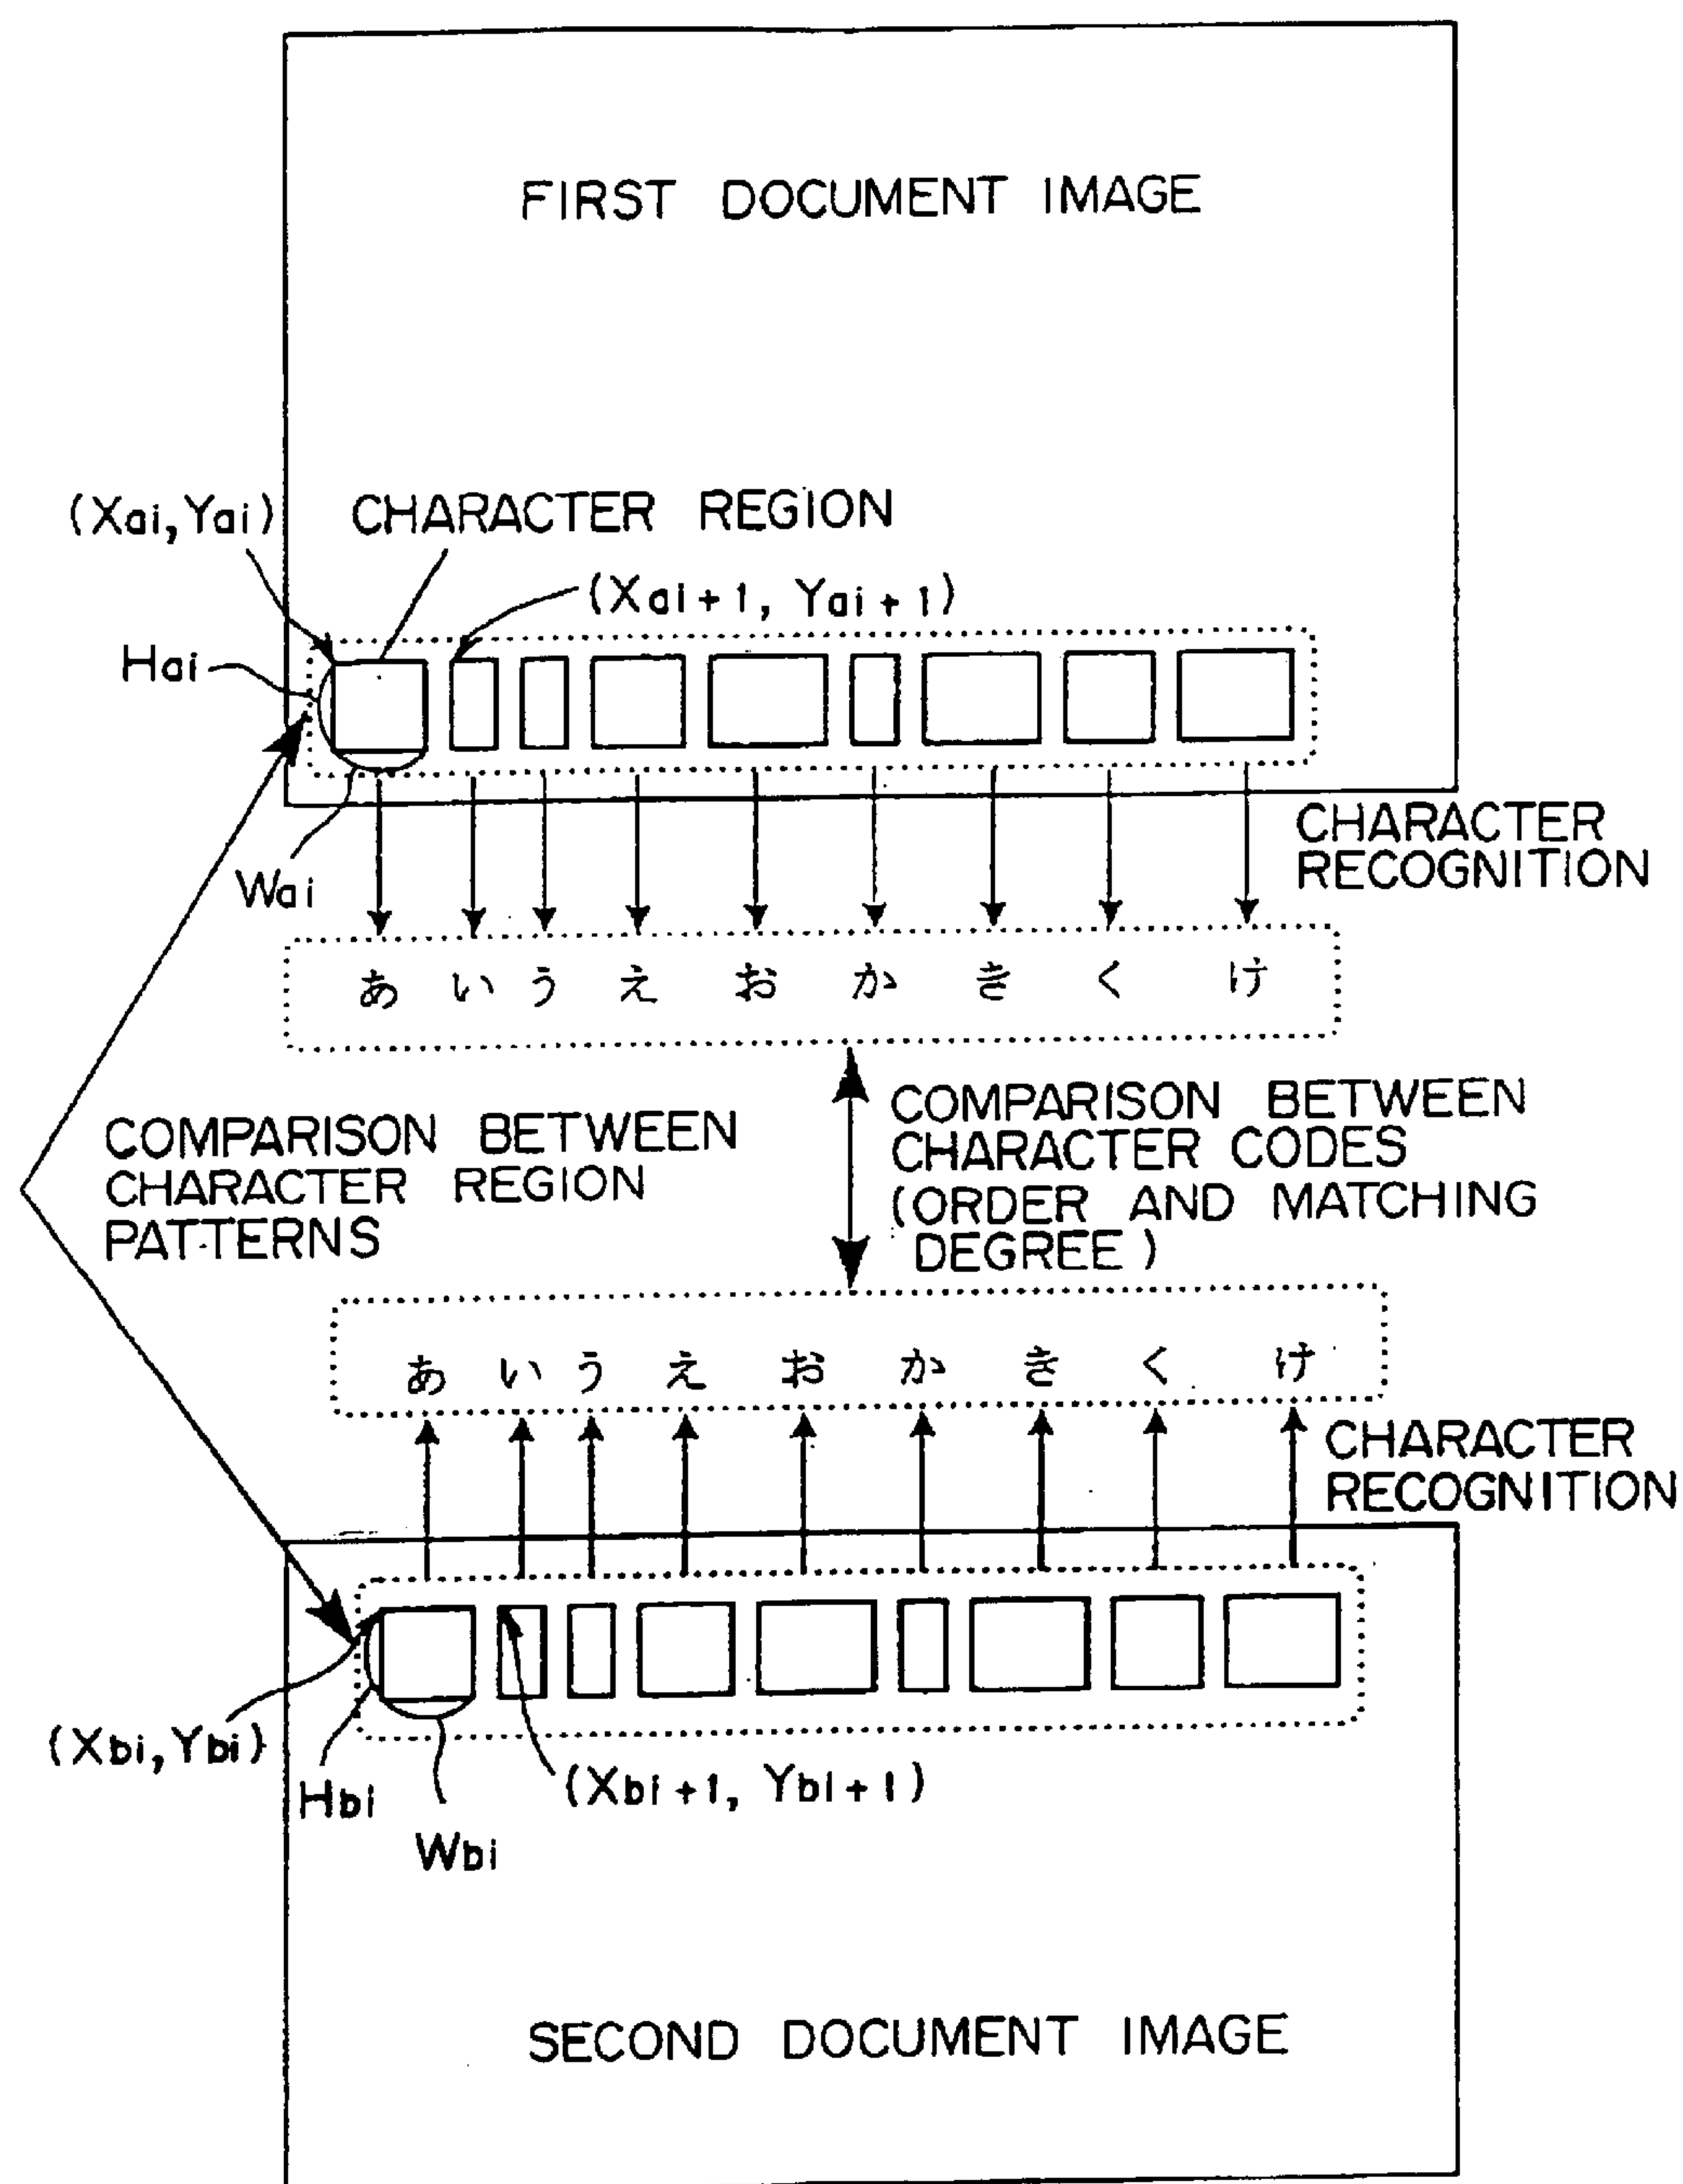 FIRST DOCUMENT IMAGE
(Xai, Yai)
CHARACTER REGION
(Xai+1, Yai+1)
Hai
Wai
CHARACTER
RECOGNITION
あ い う え お か き く け
COMPARISON BETWEEN
CHARACTER REGION
PATTERNS
COMPARISON BETWEEN
CHARACTER CODES
(ORDER AND MATCHING
DEGREE)
あ い う え お か き く け
CHARACTER
RECOGNITION
(Xbi, Ybi)
Hbi
(Xbi+1, Ybi+1)
Wbi
SECOND DOCUMENT IMAGE